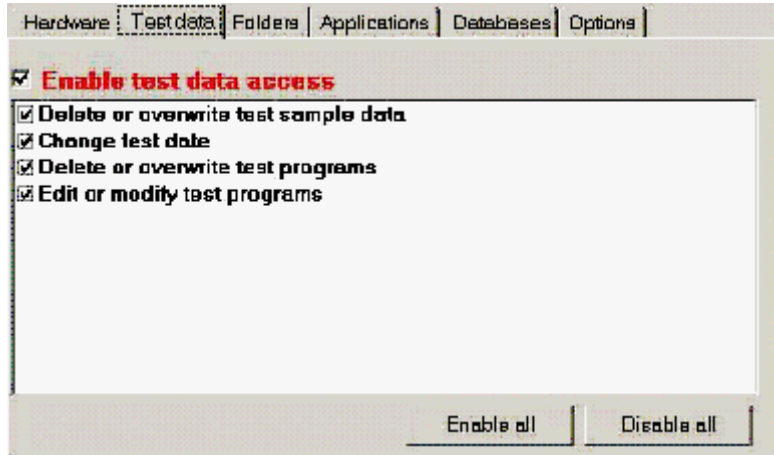 Hardware Test data Folders Applications Databases Options
Enable test data access
Delete or overwrite test sample data
Change test date
Delete or overwrite test programs
Edit or modify test programs
Enable all Disable all